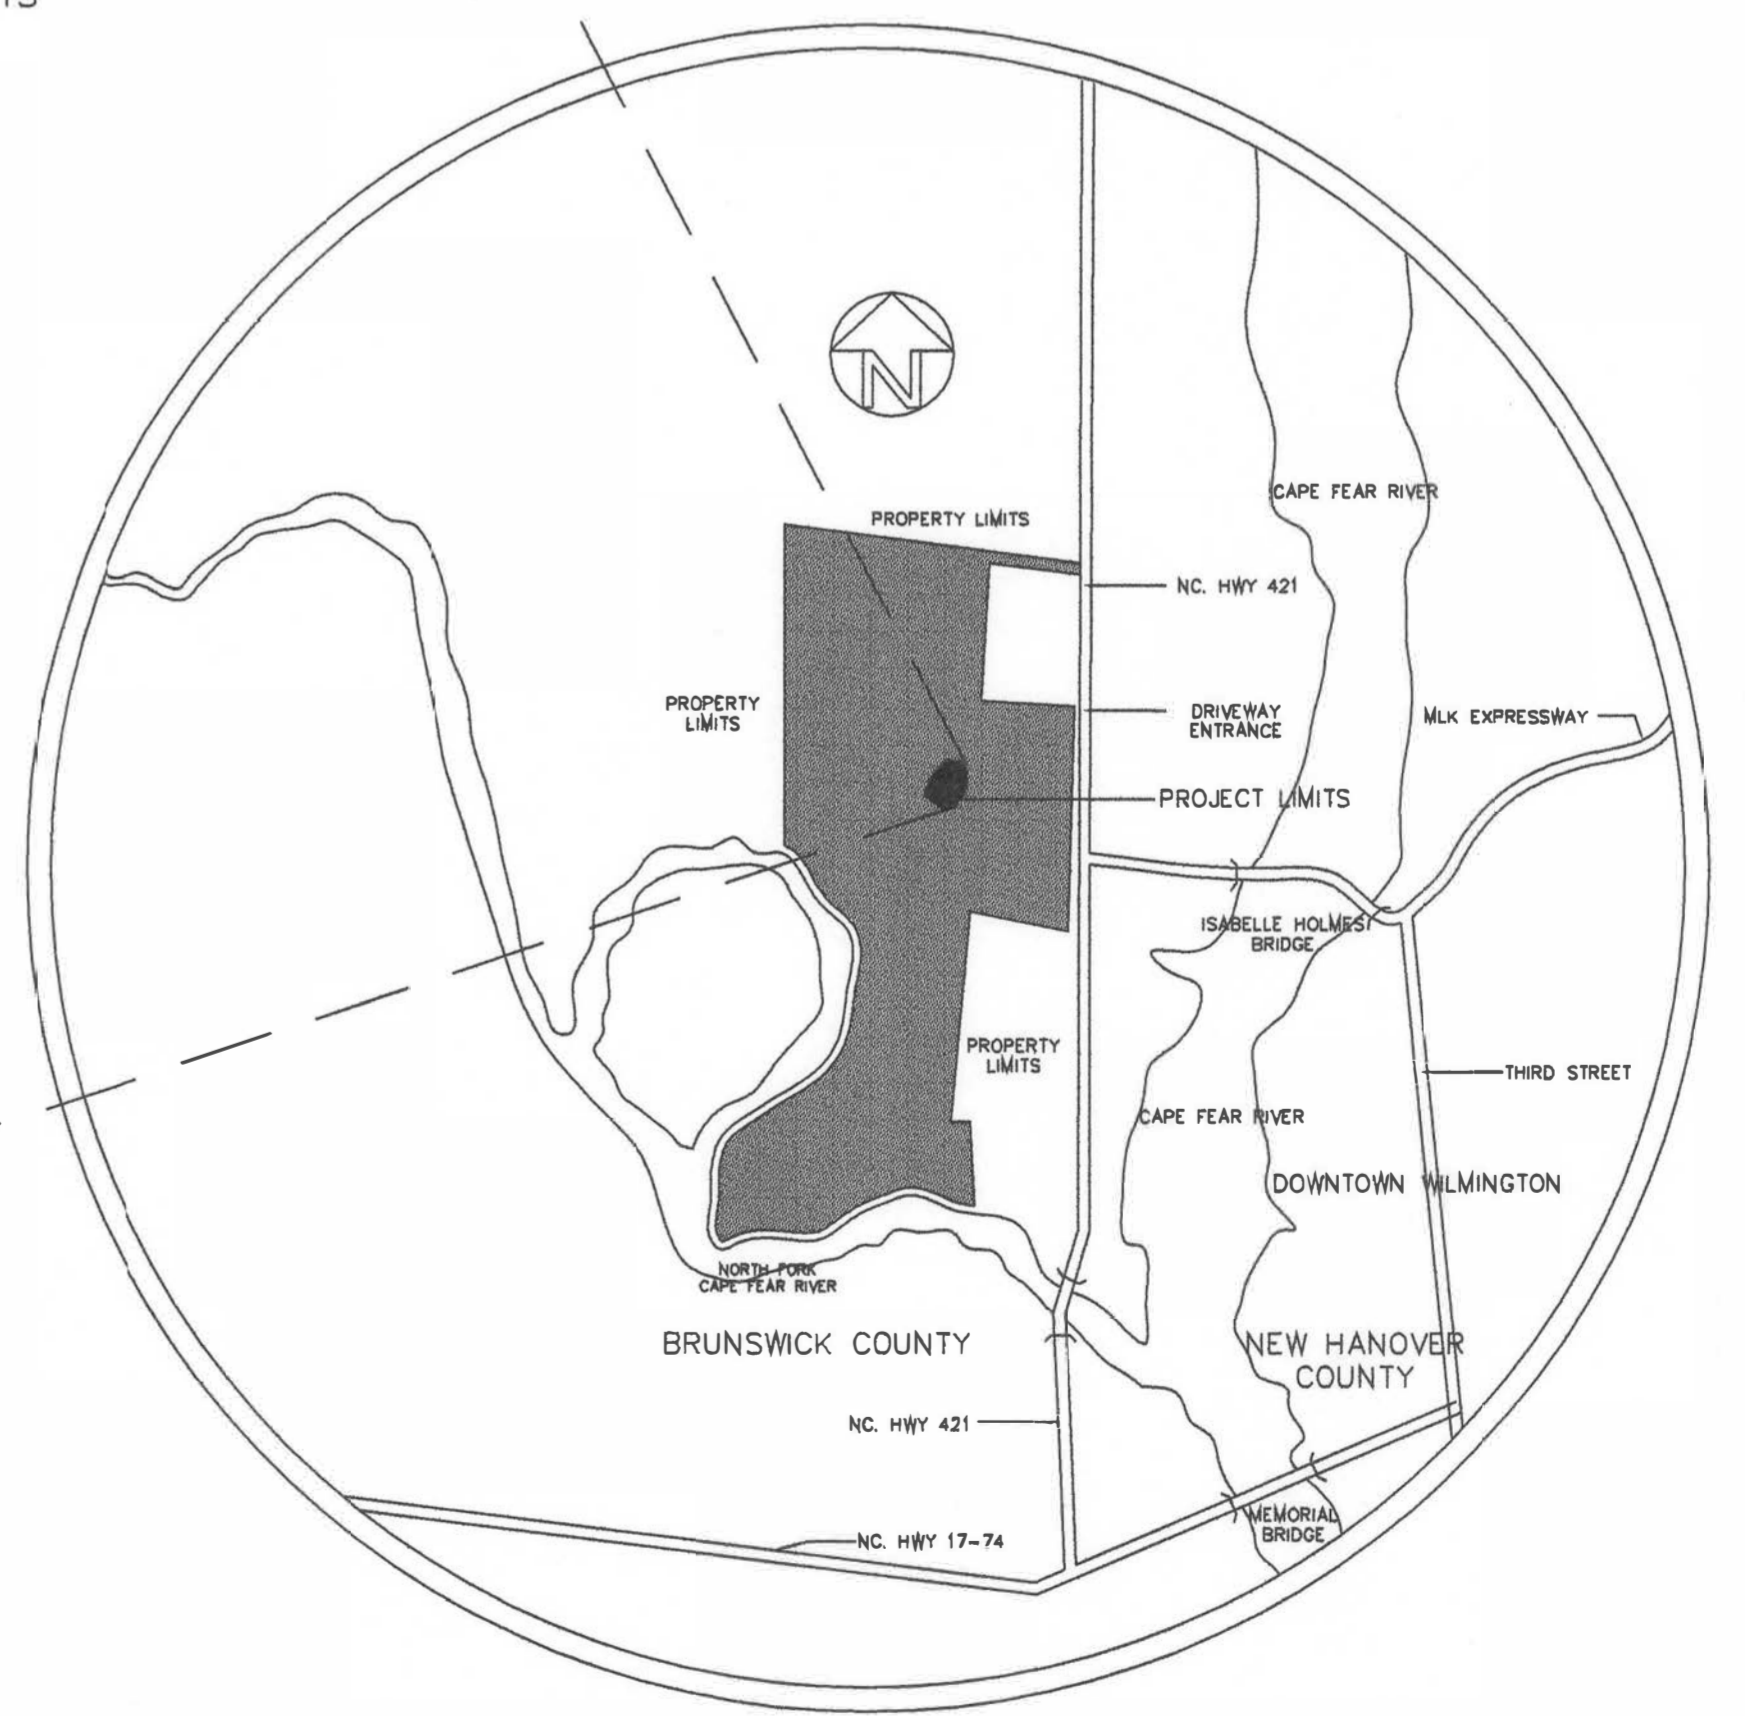 N
CAPE FEAR RIVER
PROPERTY LIMITS
NC. HWY 421
PROPERTY
LIMITS
DRIVEWAY
ENTRANCE
MLK EXPRESSWAY
PROJECT LIMITS
ISABELLE HOLMES
BRIDGE
PROPERTY
LIMITS
THIRD STREET
CAPE FEAR RIVER
DOWNTOWN WILMINGTON
NORTH FORK
CAPE FEAR RIVER
BRUNSWICK COUNTY
NEW HANOVER
COUNTY
NC. HWY 421
MEMORIAL
BRIDGE
NC. HWY 17-74